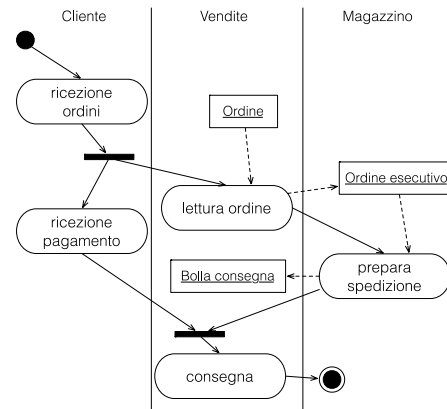 Cliente
Vendite
Magazzino
ricezione
ordini
Ordine
Ordine esecutivo
lettura ordine
ricezione
pagamento
Bolla consegna
prepara
spedizione
consegna